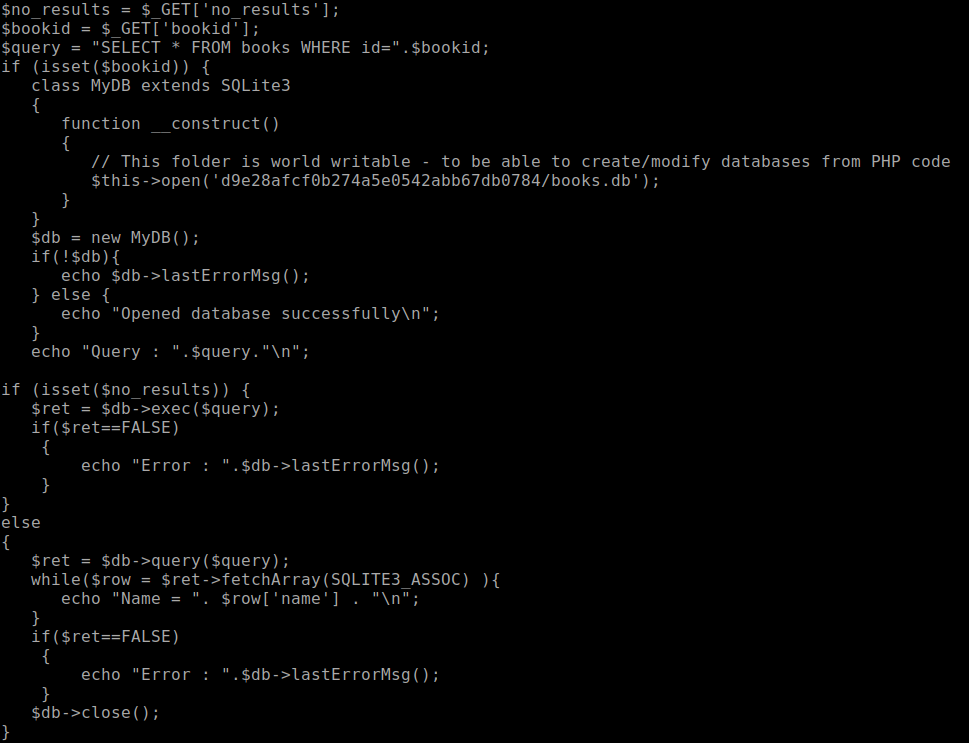 $no_results = $_GET['no_results'];
$bookid = $_GET['bookid'];
$query = "SELECT * FROM books WHERE id=".$bookid;
if (isset($bookid)) {
   class MyDB extends SQLite3
   {
      function __construct()
      {
         // This folder is world writable - to be able to create/modify databases from PHP code
         $this->open('d9e28afcf0b274a5e0542abb67db0784/books.db');
      }
   }
   $db = new MyDB();
   if(!$db){
      echo $db->lastErrorMsg();
   } else {
      echo "Opened database successfully\n";
   }
   echo "Query : ".$query."\n";

if (isset($no_results)) {
   $ret = $db->exec($query);
   if($ret==FALSE)
    {
        echo "Error : ".$db->lastErrorMsg();
    }
}
else
{
   $ret = $db->query($query);
   while($row = $ret->fetchArray(SQLITE3_ASSOC) ){
      echo "Name = ". $row['name'] . "\n";
   }
   if($ret==FALSE)
    {
        echo "Error : ".$db->lastErrorMsg();
    }
   $db->close();
}